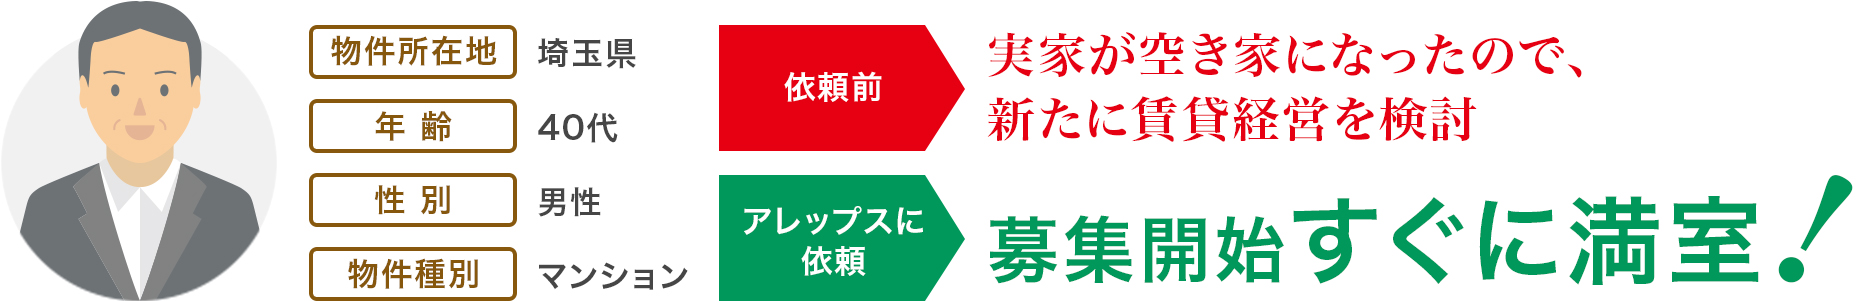 物件所在地 埼玉県
年齢 40代
性別 男性
物件種別 マンション
依頼前
実家が空き家になったので、
新たに賃貸経営を検討
アレップスに
依頼
募集開始すぐに満室！